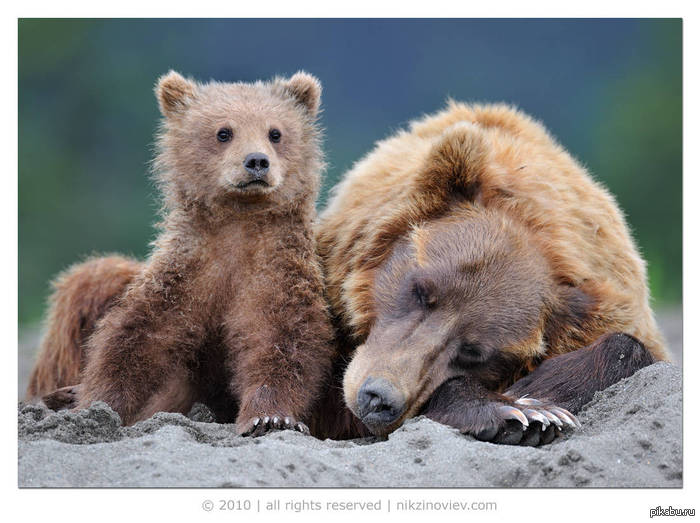 © 2010 | all rights reserved | nikzinoviev.com
pikabu.ru